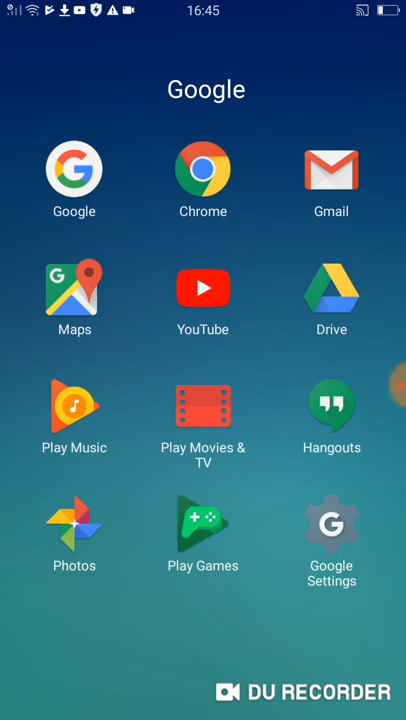 16:45
Google
Google
Chrome
Gmail
Maps
YouTube
Drive
Play Music
Play Movies &
TV
Hangouts
Photos
Play Games
Google
Settings
DU RECORDER